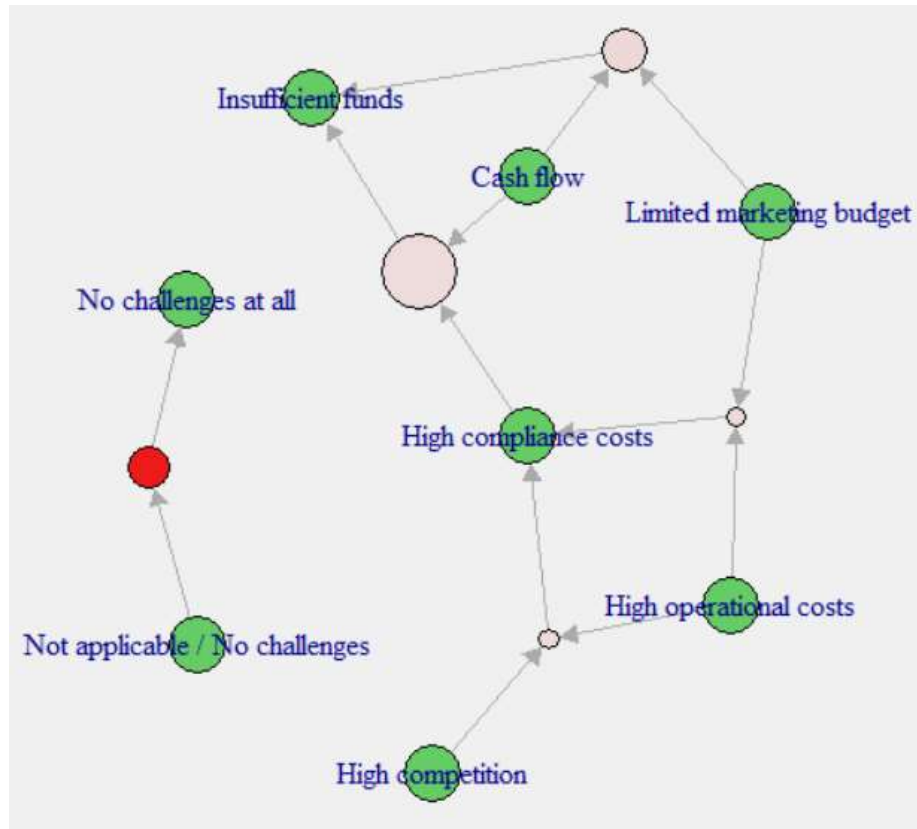 Insufficient funds
Cash flow
Limited marketing budget
No challenges at all
High compliance costs
High operational costs
Not applicable / No challenges
High competition